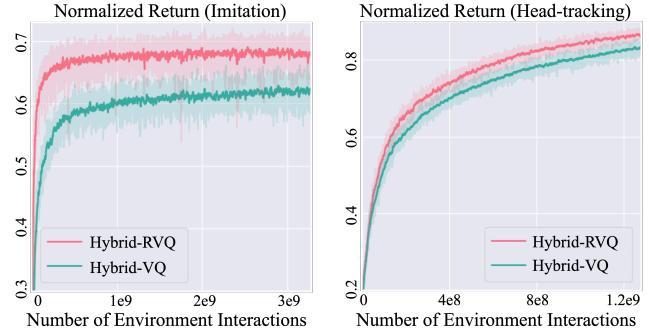 Normalized Return (Imitation)
0.7
0.6
0.5
0.4
0.3
Hybrid-RVQ
Hybrid-VQ
0
1e9
2e9
3e9
Number of Environment Interactions
Normalized Return (Head-tracking)
0.8
0.6
0.4
0.2
Hybrid-RVQ
Hybrid-VQ
0
4e8
8e8
1.2e9
Number of Environment Interactions